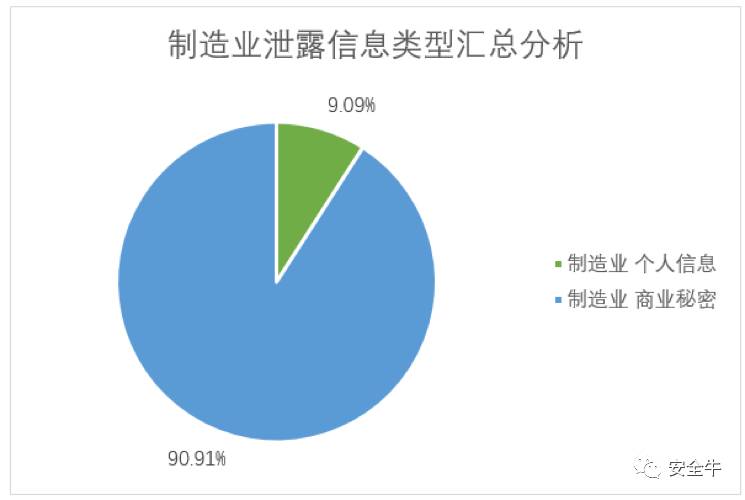 制造业泄露信息类型汇总分析
9.09%
制造业 个人信息
制造业 商业秘密
90.91%
安全牛